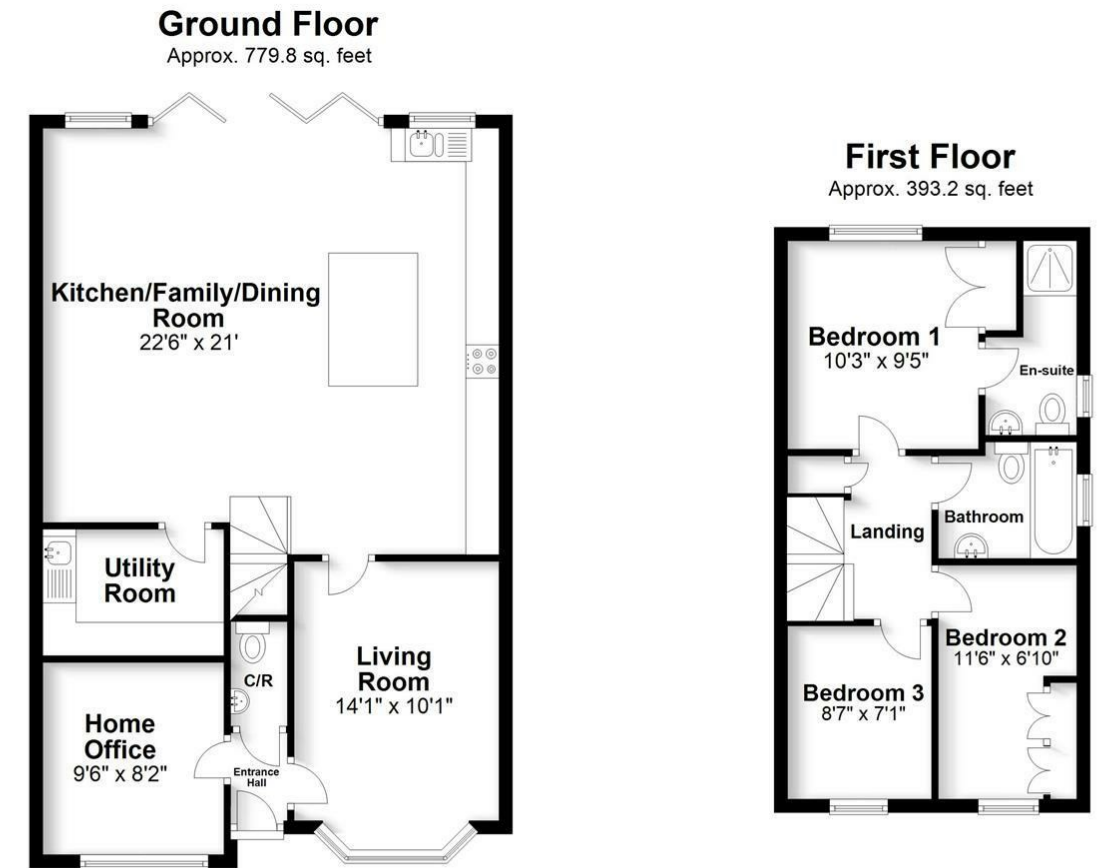 Ground Floor
Approx. 779.8 sq. feet
Kitchen/Family/Dining
Room
22'6" x 21'
Utility
Room
C/R
Living
Room
14'1" x 10'1"
Home
Office
9'6" x 8'2"
Entrance
Hall
First Floor
Approx. 393.2 sq. feet
Bedroom 1
10'3" x 9'5"
En-suite
Bathroom
Landing
Bedroom 2
11'6" x 6'10"
Bedroom 3
8'7" x 7'1"